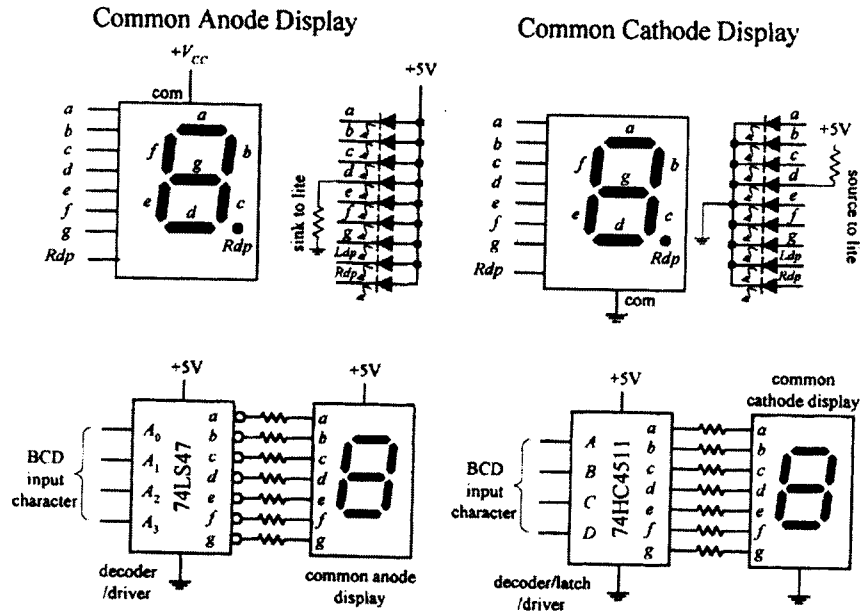 Common Anode Display
+VCC
com
a
b
c
d
e
f
g
Rdp
a
f
b
g
e
c
d
Rdp
+5V
sink to lite
a
b
c
d
e
f
g
Ldp
Rdp
Common Cathode Display
a
b
c
d
e
f
g
Rdp
a
f
b
g
e
c
d
Rdp
com
a
b
c
d
e
f
g
Ldp
Rdp
+5V
source to lite
+5V
BCD
input
character
A0
A1
A2
A3
74LS47
a
b
c
d
e
f
g
decoder
/driver
+5V
a
b
c
d
e
f
g
common anode
display
+5V
BCD
input
character
A
B
C
D
74HC4511
a
b
c
d
e
f
g
decoder/latch
/driver
common
cathode display
a
b
c
d
e
f
g